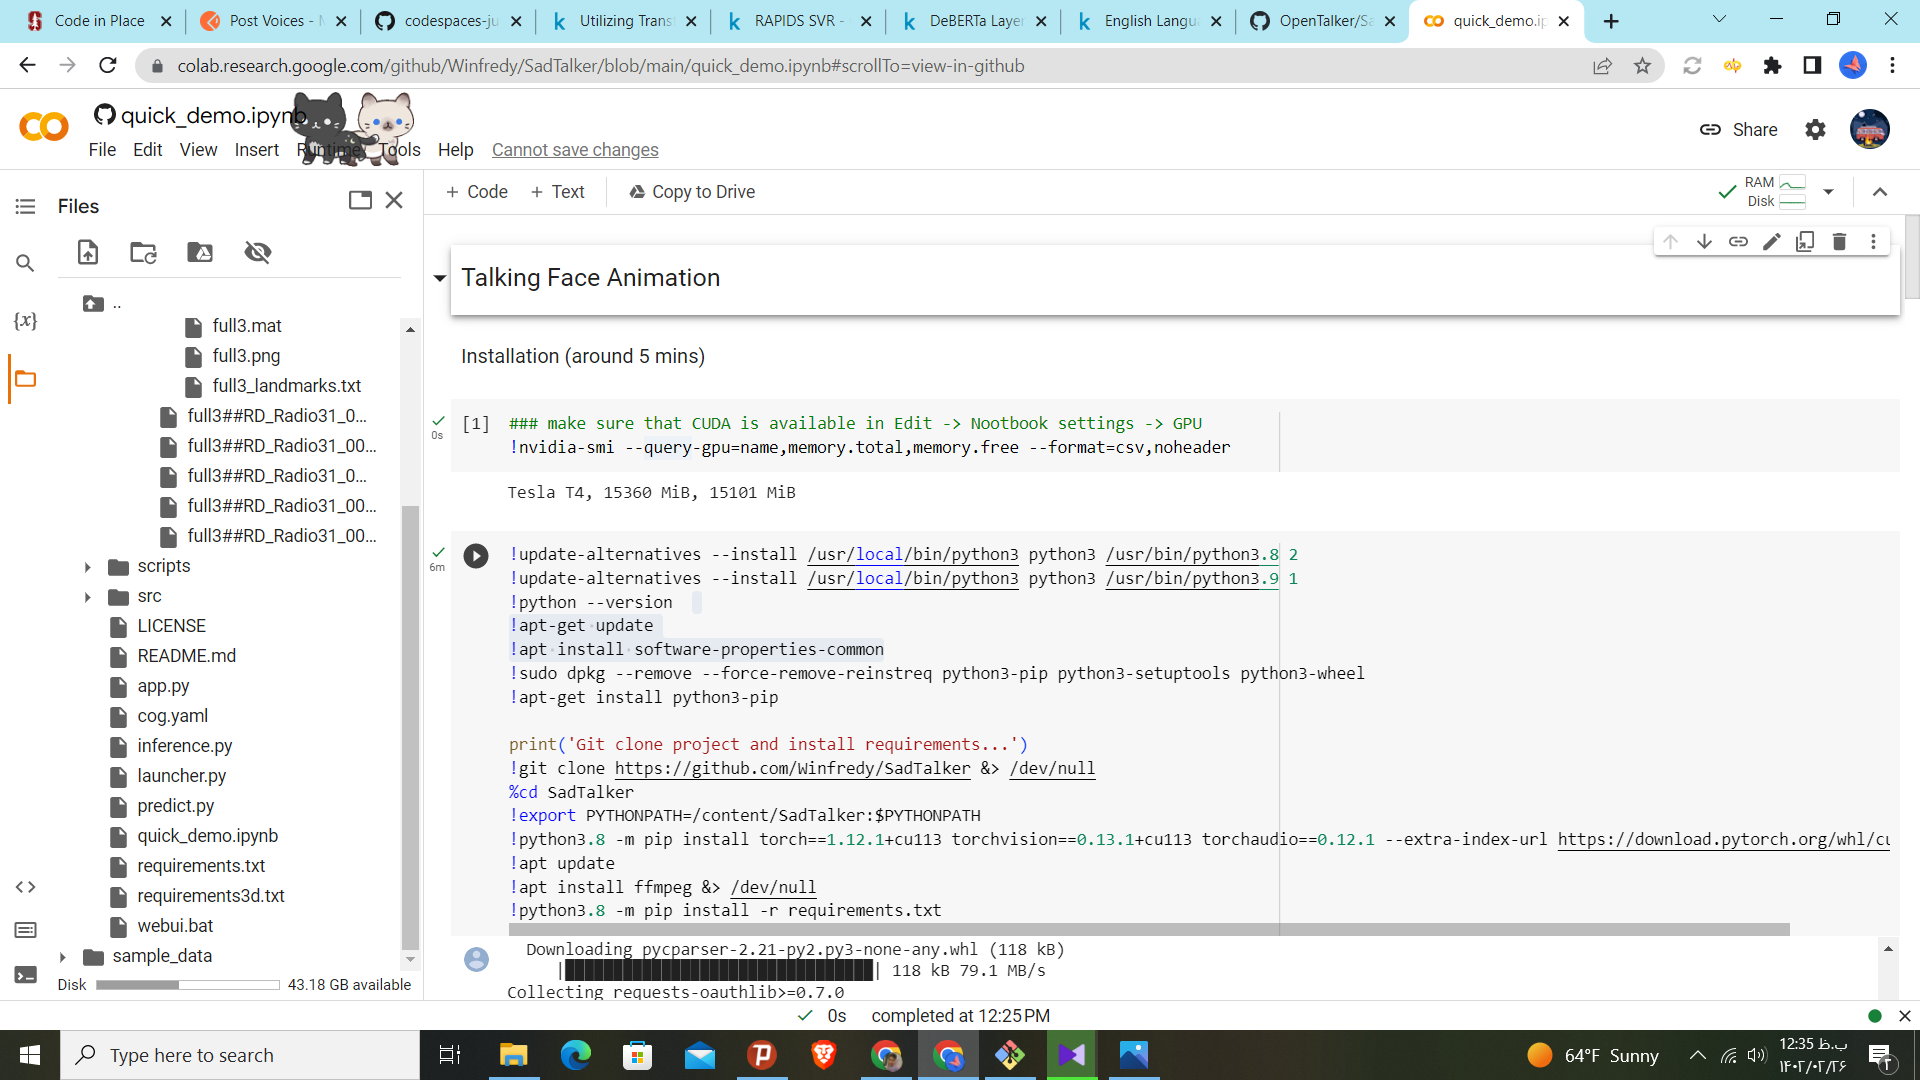 Code in Place
Post Voices - M
codespaces-ju
Utilizing Transf
RAPIDS SVR -
DeBERTa Layer
English Langu
OpenTalker/Sa
quick_demo.ip
colab.research.google.com/github/Winfredy/SadTalker/blob/main/quick_demo.ipynb#scrollTo=view-in-github
quick_demo.ipynb
File Edit View Insert Runtime Tools Help Cannot save changes
Share
Files
+ Code + Text Copy to Drive
RAM
Disk
..
full3.mat
full3.png
full3_landmarks.txt
full3##RD_Radio31_0...
full3##RD_Radio31_00...
full3##RD_Radio31_0...
full3##RD_Radio31_00...
full3##RD_Radio31_00...
scripts
src
LICENSE
README.md
app.py
cog.yaml
inference.py
launcher.py
predict.py
quick_demo.ipynb
requirements.txt
requirements3d.txt
webui.bat
sample_data
Disk 43.18 GB available
{x}
Talking Face Animation
Installation (around 5 mins)
0s
[1] ### make sure that CUDA is available in Edit -> Nootbook settings -> GPU
!nvidia-smi --query-gpu=name,memory.total,memory.free --format=csv,noheader
Tesla T4, 15360 MiB, 15101 MiB
6m
!update-alternatives --install /usr/local/bin/python3 python3 /usr/bin/python3.8 2
!update-alternatives --install /usr/local/bin/python3 python3 /usr/bin/python3.9 1
!python --version
!apt-get update
!apt install software-properties-common
!sudo dpkg --remove --force-remove-reinstreq python3-pip python3-setuptools python3-wheel
!apt-get install python3-pip
print('Git clone project and install requirements...')
!git clone https://github.com/Winfredy/SadTalker &> /dev/null
%cd SadTalker
!export PYTHONPATH=/content/SadTalker:$PYTHONPATH
!python3.8 -m pip install torch==1.12.1+cu113 torchvision==0.13.1+cu113 torchaudio==0.12.1 --extra-index-url https://download.pytorch.org/whl/cu
!apt update
!apt install ffmpeg &> /dev/null
!python3.8 -m pip install -r requirements.txt
Downloading pycparser-2.21-py2.py3-none-any.whl (118 kB)
118 kB 79.1 MB/s
Collecting requests-oauthlib>=0.7.0
0s completed at 12:25 PM
Type here to search
64°F Sunny
12:35 ب.ظ
۱۴۰۲/۰۲/۲۶
۲